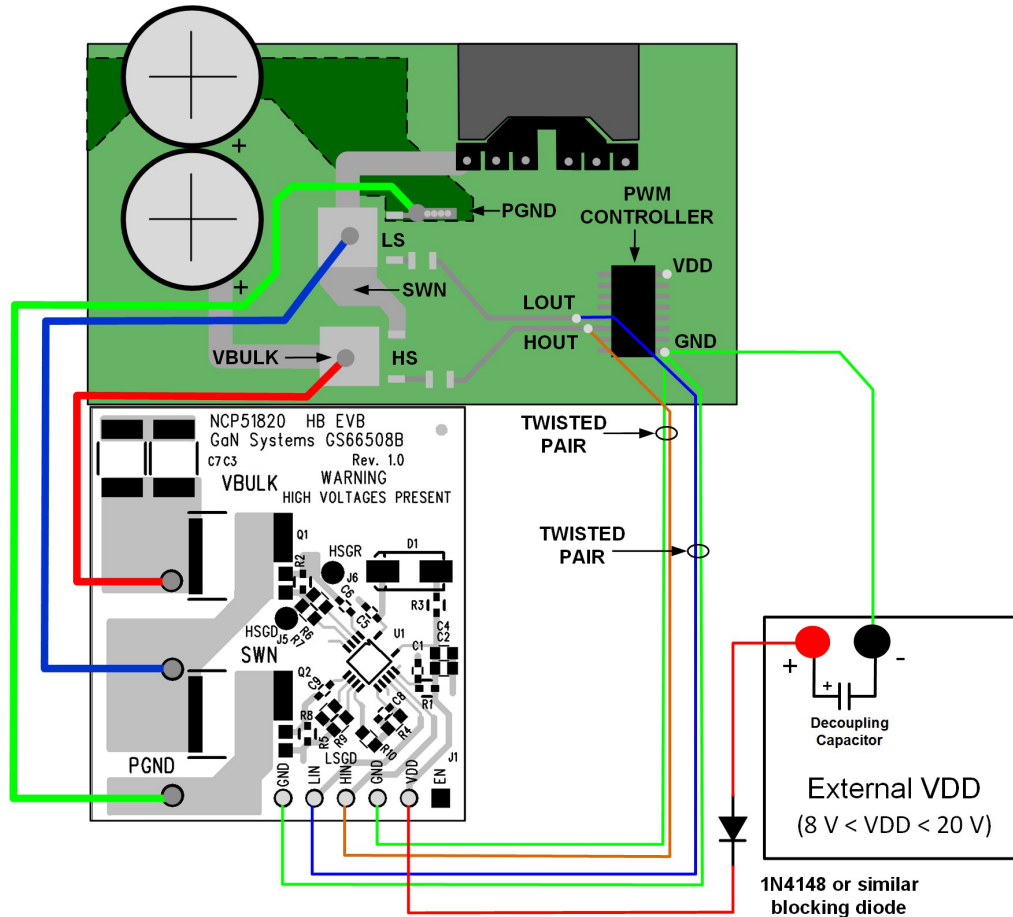 +
+
PGND
LS
SWN
VBULK
HS
PWM
CONTROLLER
VDD
LOUT
HOUT
GND
TWISTED
PAIR
TWISTED
PAIR
NCP51820 HB EVB
GaN Systems GS66508B
Rev. 1.0
C7 C3
VBULK
WARNING
HIGH VOLTAGES PRESENT
Q1
R2
HSGR
J6
D1
C6
C5
R3
C4
C2
HSGD
J5
R6
R7
U1
C1
R1
SWN
Q2
C9
R8
R5
R9
C8
R4
R10
LSGD
J1
PGND
GND
LIN
HIN
GND
VDD
EN
+
-
+
Decoupling
Capacitor
External VDD
(8 V < VDD < 20 V)
1N4148 or similar
blocking diode